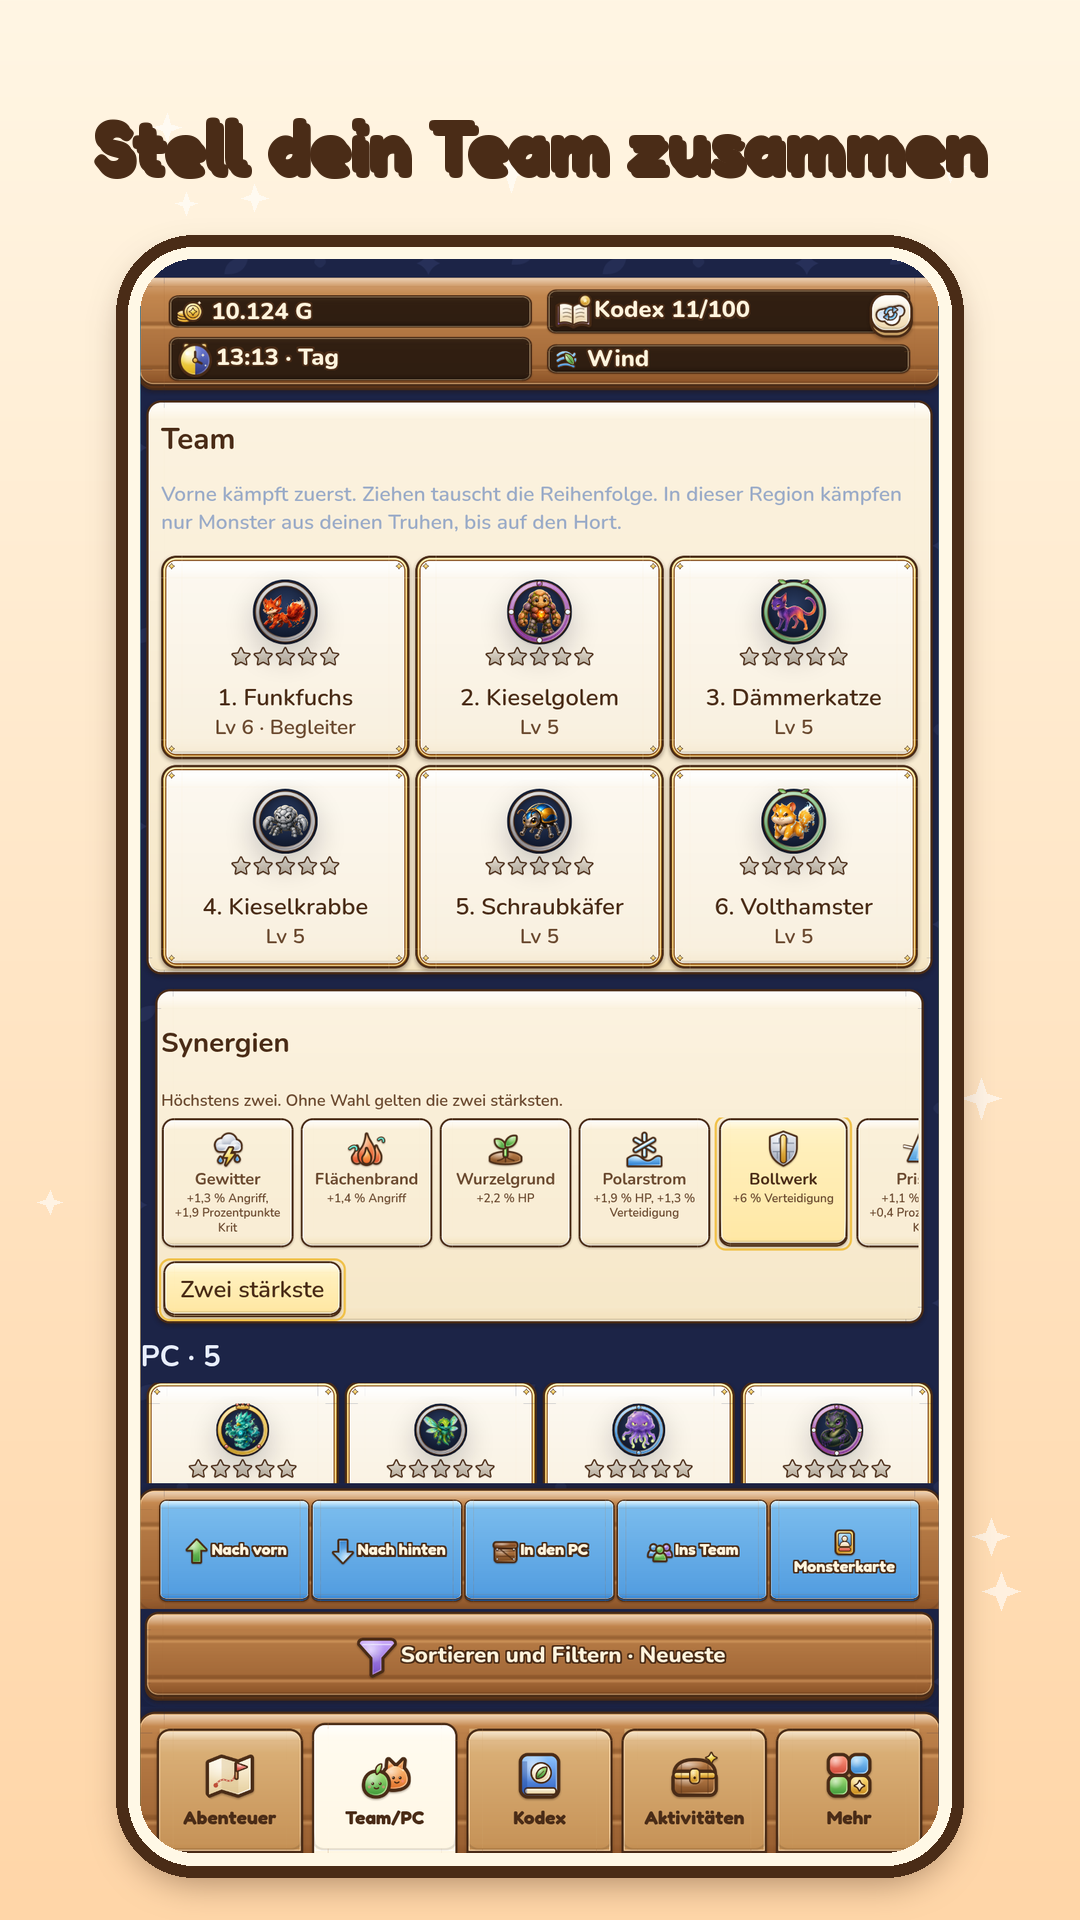 Stell dein Team zusammen
10.124 G
Kodex 11/100
13:13 · Tag
Wind
Team
Vorne kämpft zuerst. Ziehen tauscht die Reihenfolge. In dieser Region kämpfen
nur Monster aus deinen Truhen, bis auf den Hort.
1. Funkfuchs
Lv 6 · Begleiter
2. Kieselgolem
Lv 5
3. Dämmerkatze
Lv 5
4. Kieselkrabbe
Lv 5
5. Schraubkäfer
Lv 5
6. Volthamster
Lv 5
Synergien
Höchstens zwei. Ohne Wahl gelten die zwei stärksten.
Gewitter
+1,3 % Angriff,
+1,9 Prozentpunkte
Krit
Flächenbrand
+1,4 % Angriff
Wurzelgrund
+2,2 % HP
Polarstrom
+1,9 % HP, +1,3 %
Verteidigung
Bollwerk
+6 % Verteidigung
+1,1 %
+0,4
Zwei stärkste
PC · 5
Nach vorn
Nach hinten
In den PC
Ins Team
Monsterkarte
Sortieren und Filtern · Neueste
Abenteuer
Team/PC
Kodex
Aktivitäten
Mehr